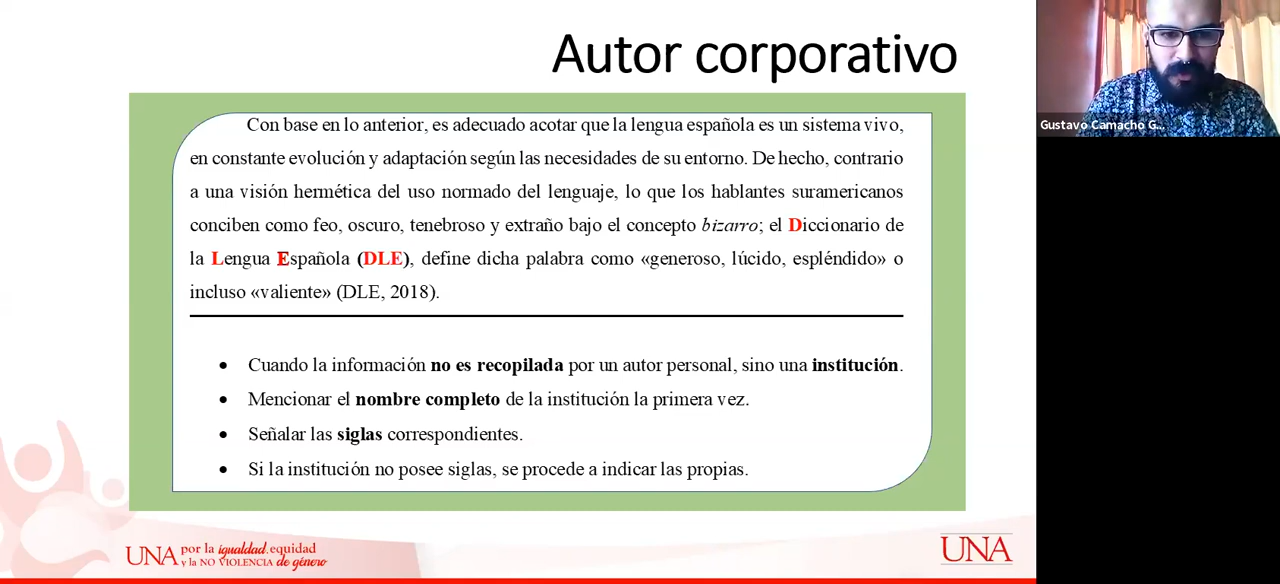 Autor corporativo
Con base en lo anterior, es adecuado acotar que la lengua española es un sistema vivo,
en constante evolución y adaptación según las necesidades de su entorno. De hecho, contrario
a una visión hermética del uso normado del lenguaje, lo que los hablantes suramericanos
conciben como feo, oscuro, tenebroso y extraño bajo el concepto bizarro; el Diccionario de
la Lengua Española (DLE), define dicha palabra como «generoso, lúcido, espléndido» o
incluso «valiente» (DLE, 2018).
• Cuando la información no es recopilada por un autor personal, sino una institución.
• Mencionar el nombre completo de la institución la primera vez.
• Señalar las siglas correspondientes.
• Si la institución no posee siglas, se procede a indicar las propias.
Gustavo Camacho G...
UNA por la igualdad, equidad
y la NO VIOLENCIA de género
UNA